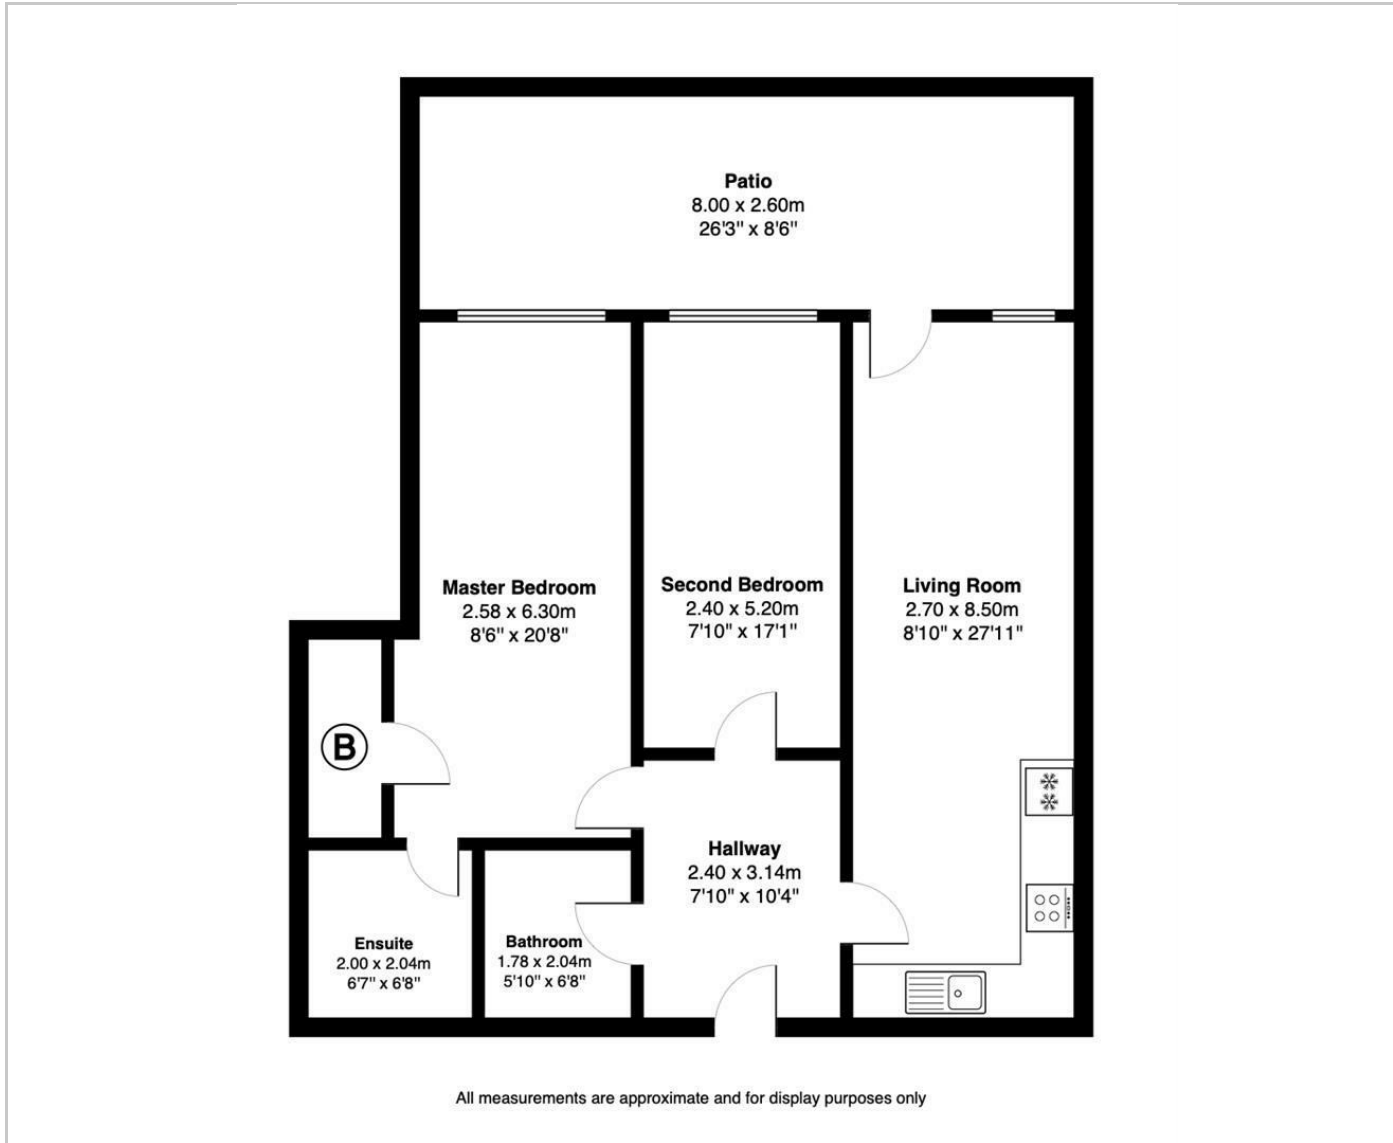 Patio
8.00 x 2.60m
26'3" x 8'6"
Master Bedroom
2.58 x 6.30m
8'6" x 20'8"
Second Bedroom
2.40 x 5.20m
7'10" x 17'1"
Living Room
2.70 x 8.50m
8'10" x 27'11"
B
Hallway
2.40 x 3.14m
7'10" x 10'4"
Ensuite
2.00 x 2.04m
6'7" x 6'8"
Bathroom
1.78 x 2.04m
5'10" x 6'8"
All measurements are approximate and for display purposes only